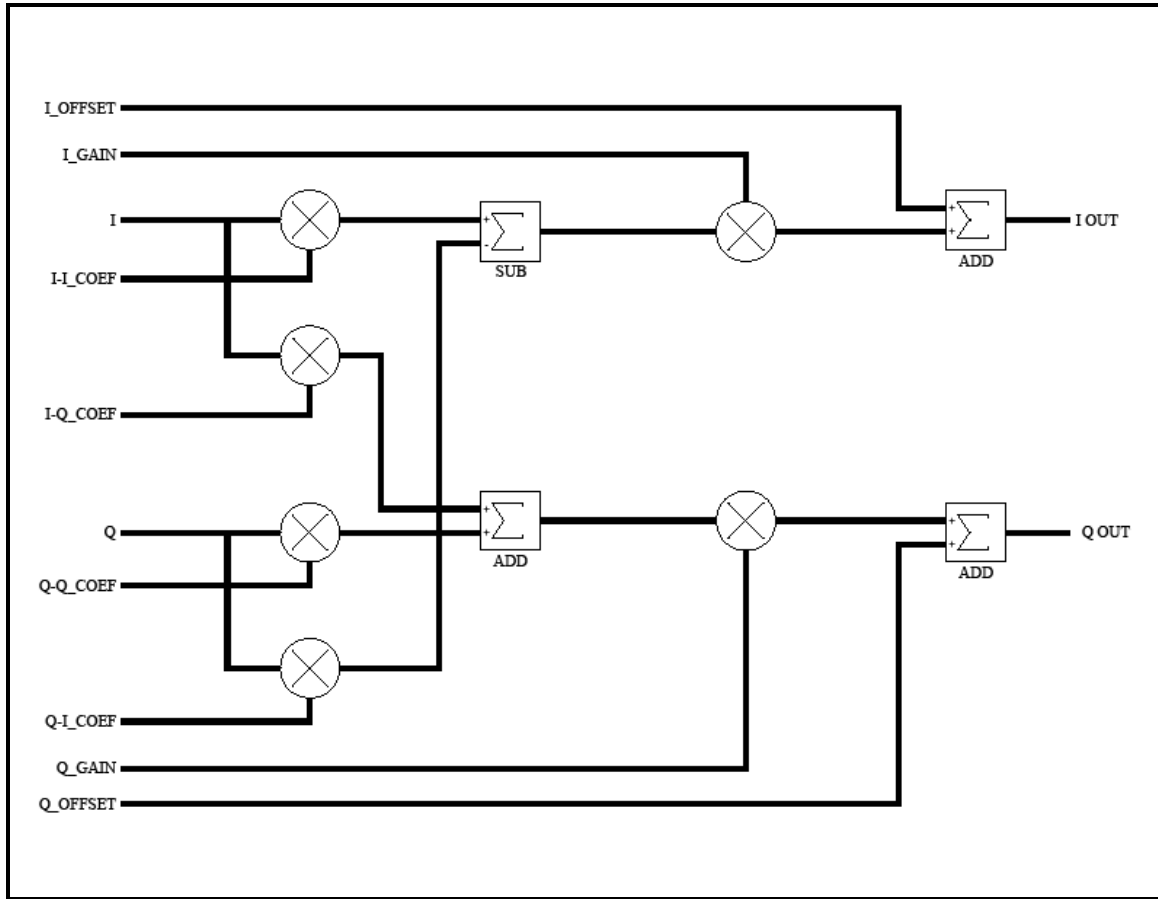 I_OFFSET
I_GAIN
I
I-I_COEF
I-Q_COEF
+
-
SUB
+
+
ADD
I OUT
Q
Q-Q_COEF
Q-I_COEF
Q_GAIN
Q_OFFSET
+
+
ADD
+
+
ADD
Q OUT